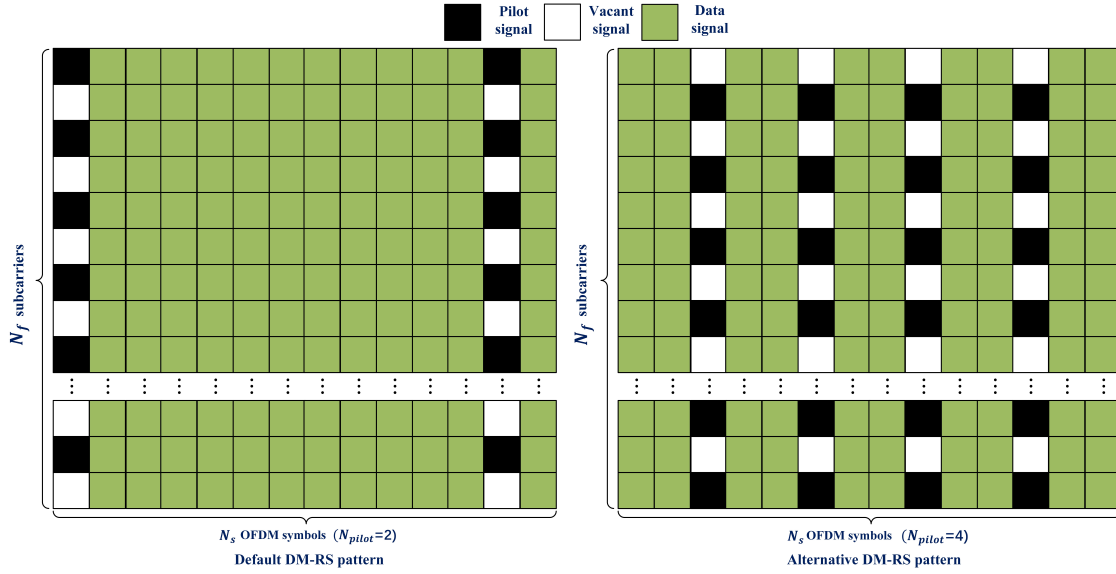 Pilot signal
Vacant signal
Data signal
N_f subcarriers
N_f subcarriers
⋮ ⋮ ⋮ ⋮ ⋮ ⋮ ⋮ ⋮ ⋮ ⋮ ⋮ ⋮ ⋮ ⋮
⋮ ⋮ ⋮ ⋮ ⋮ ⋮ ⋮ ⋮ ⋮ ⋮ ⋮ ⋮ ⋮ ⋮
N_s OFDM symbols (N_pilot=2)
Default DM-RS pattern
N_s OFDM symbols (N_pilot=4)
Alternative DM-RS pattern